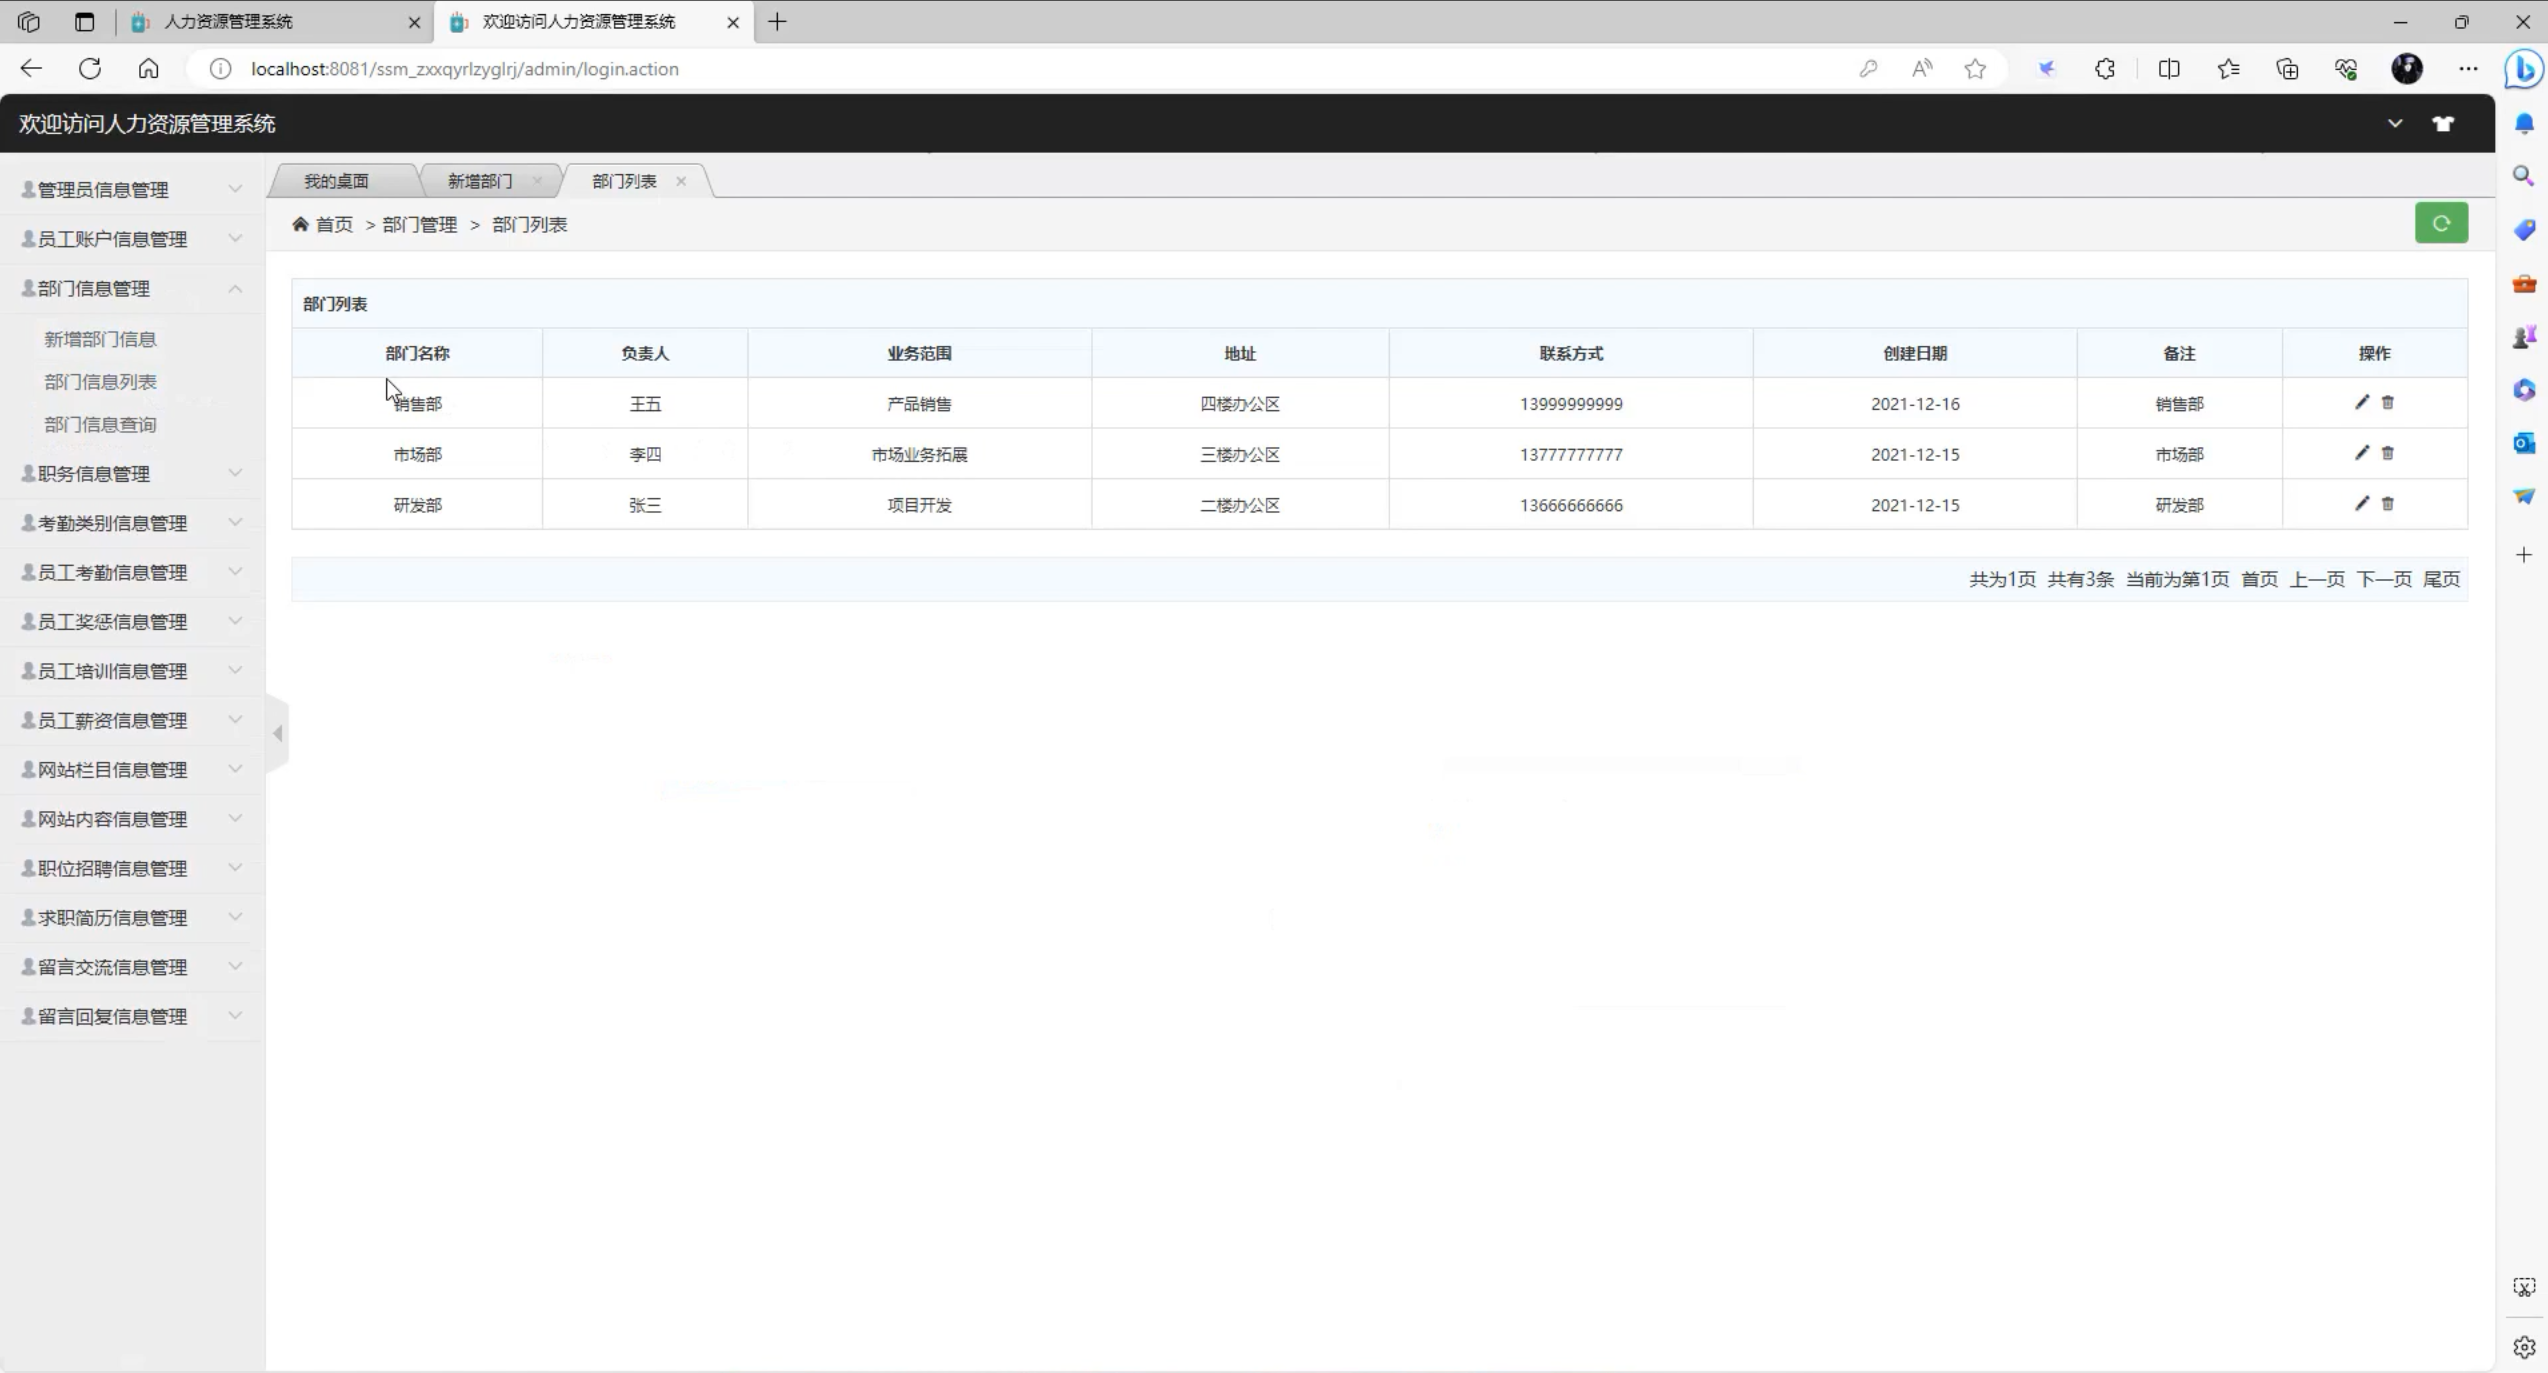 人力资源管理系统
欢迎访问人力资源管理系统
localhost:8081/ssm_zxxqyrlzyglrj/admin/login.action
欢迎访问人力资源管理系统
管理员信息管理
员工账户信息管理
部门信息管理
新增部门信息
部门信息列表
部门信息查询
职务信息管理
考勤类别信息管理
员工考勤信息管理
员工奖惩信息管理
员工培训信息管理
员工薪资信息管理
网站栏目信息管理
网站内容信息管理
职位招聘信息管理
求职简历信息管理
留言交流信息管理
留言回复信息管理
我的桌面 新增部门 部门列表
首页 > 部门管理 > 部门列表
部门列表
部门名称 负责人 业务范围 地址 联系方式 创建日期 备注 操作
销售部 王五 产品销售 四楼办公区 13999999999 2021-12-16 销售部
市场部 李四 市场业务拓展 三楼办公区 13777777777 2021-12-15 市场部
研发部 张三 项目开发 二楼办公区 13666666666 2021-12-15 研发部
共为1页 共有3条 当前为第1页 首页 上一页 下一页 尾页